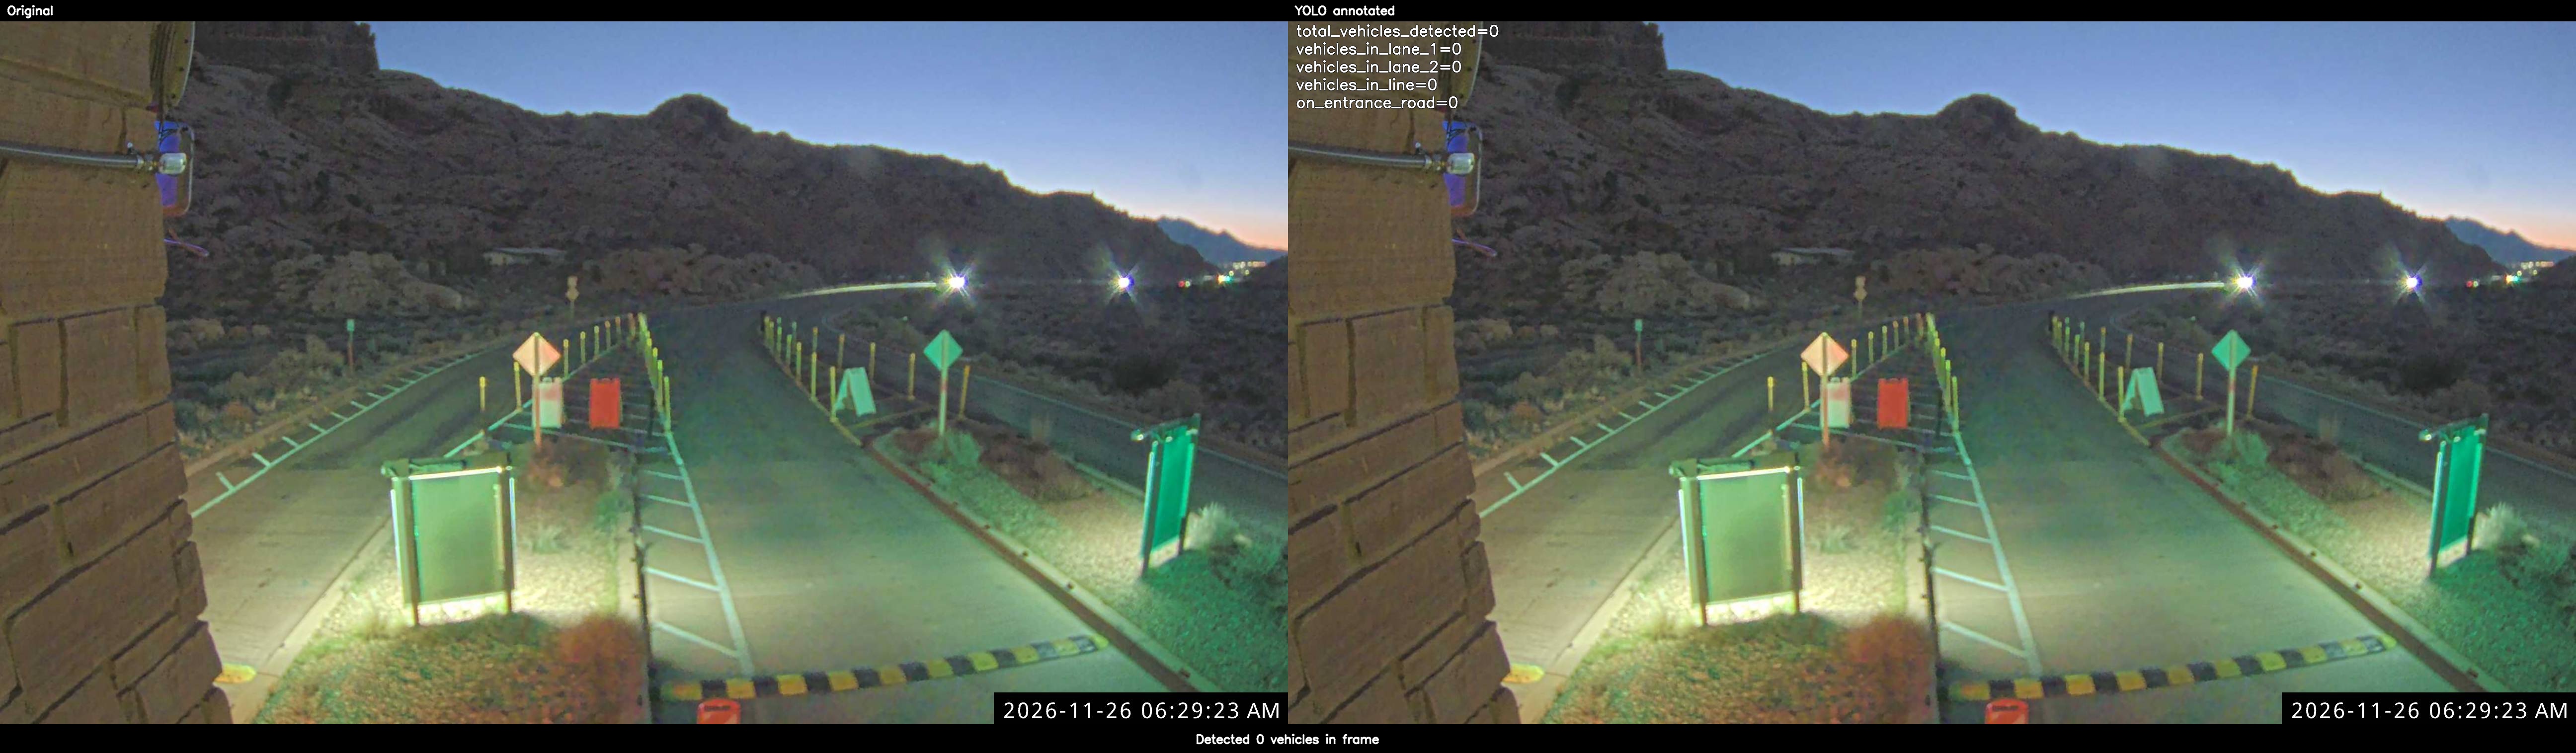 Original
YOLO annotated
total_vehicles_detected=0
vehicles_in_lane_1=0
vehicles_in_lane_2=0
vehicles_in_line=0
on_entrance_road=0
2026-11-26 06:29:23 AM
2026-11-26 06:29:23 AM
Detected 0 vehicles in frame